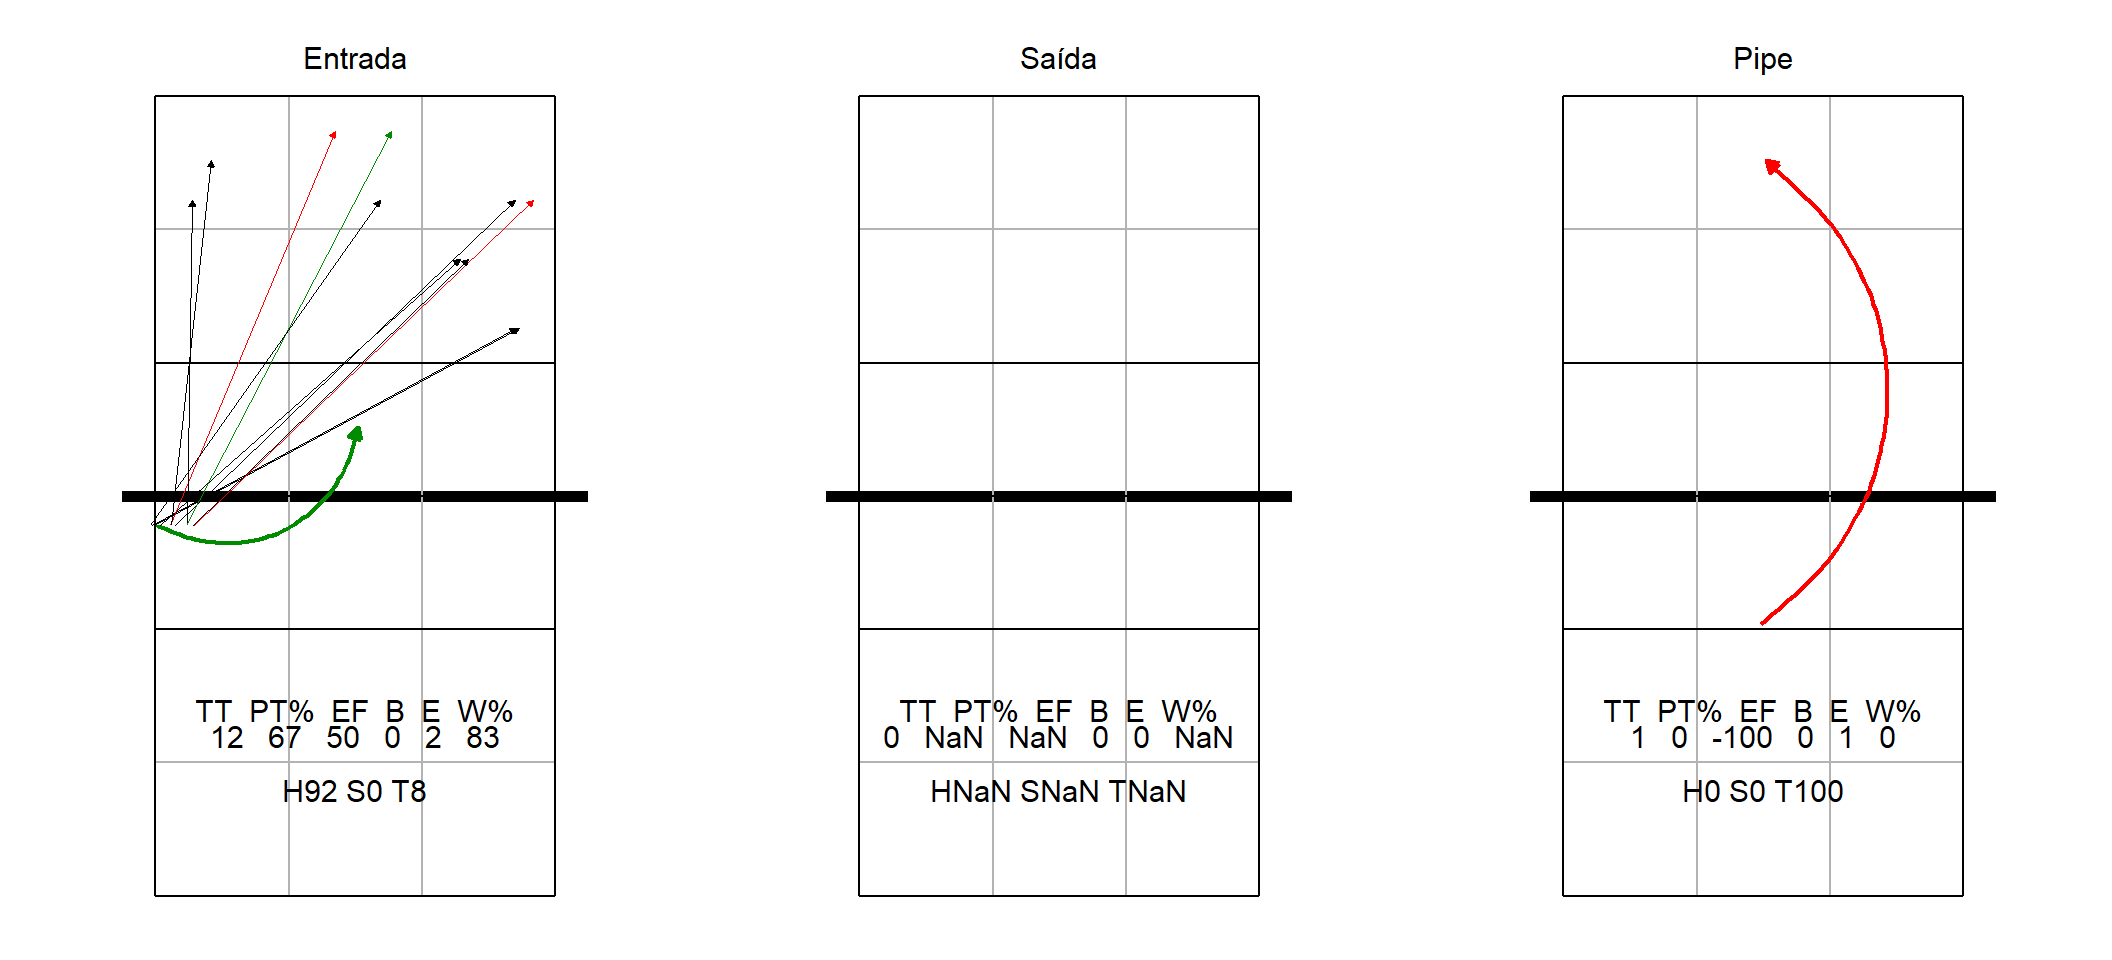 Entrada
TT PT% EF B E W%
12 67 50 0 2 83
H92 S0 T8
Saída
TT PT% EF B E W%
0 NaN NaN 0 0 NaN
HNaN SNaN TNaN
Pipe
TT PT% EF B E W%
1 0 -100 0 1 0
H0 S0 T100